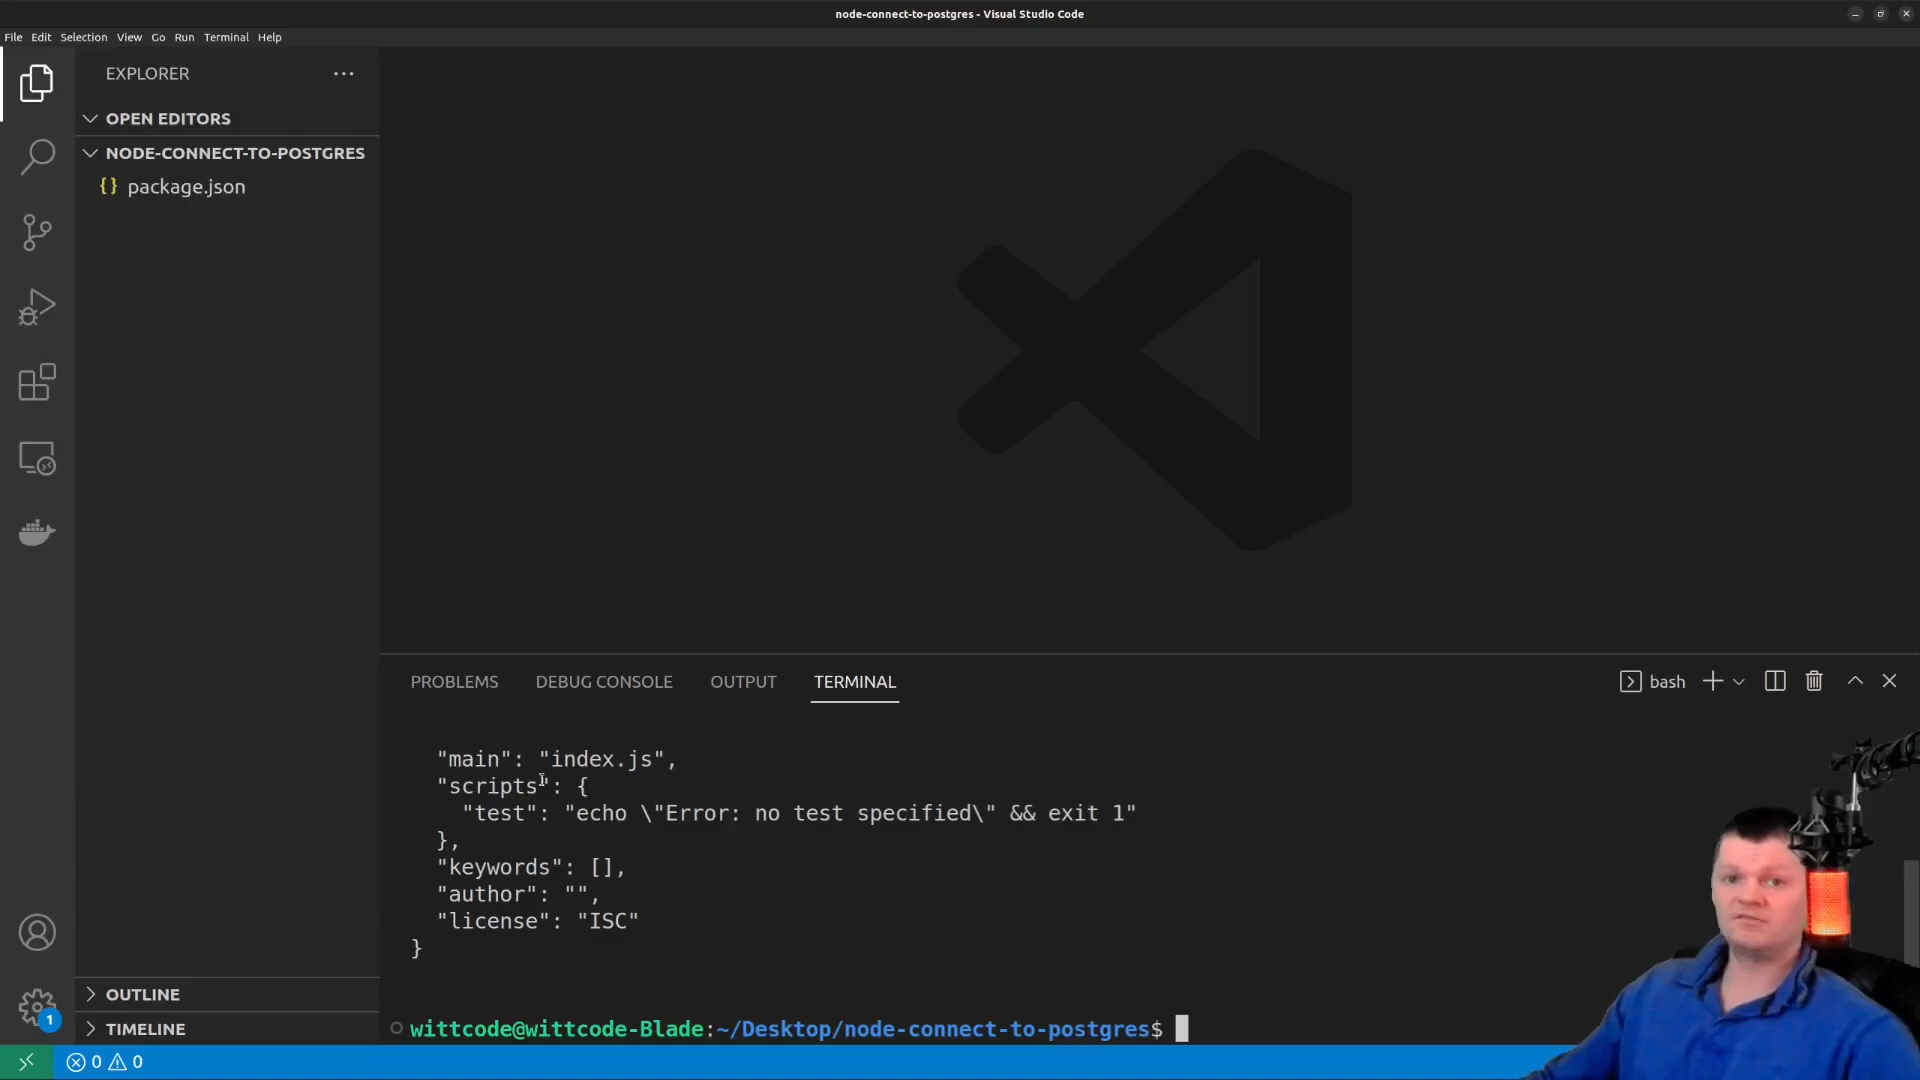 node-connect-to-postgres - Visual Studio Code
File Edit Selection View Go Run Terminal Help
EXPLORER
OPEN EDITORS
NODE-CONNECT-TO-POSTGRES
{} package.json
PROBLEMS DEBUG CONSOLE OUTPUT TERMINAL
bash
"main": "index.js",
"scripts": {
"test": "echo \"Error: no test specified\" && exit 1"
},
"keywords": [],
"author": "",
"license": "ISC"
}
OUTLINE
TIMELINE
1
wittcode@wittcode-Blade:~/Desktop/node-connect-to-postgres$
0 0